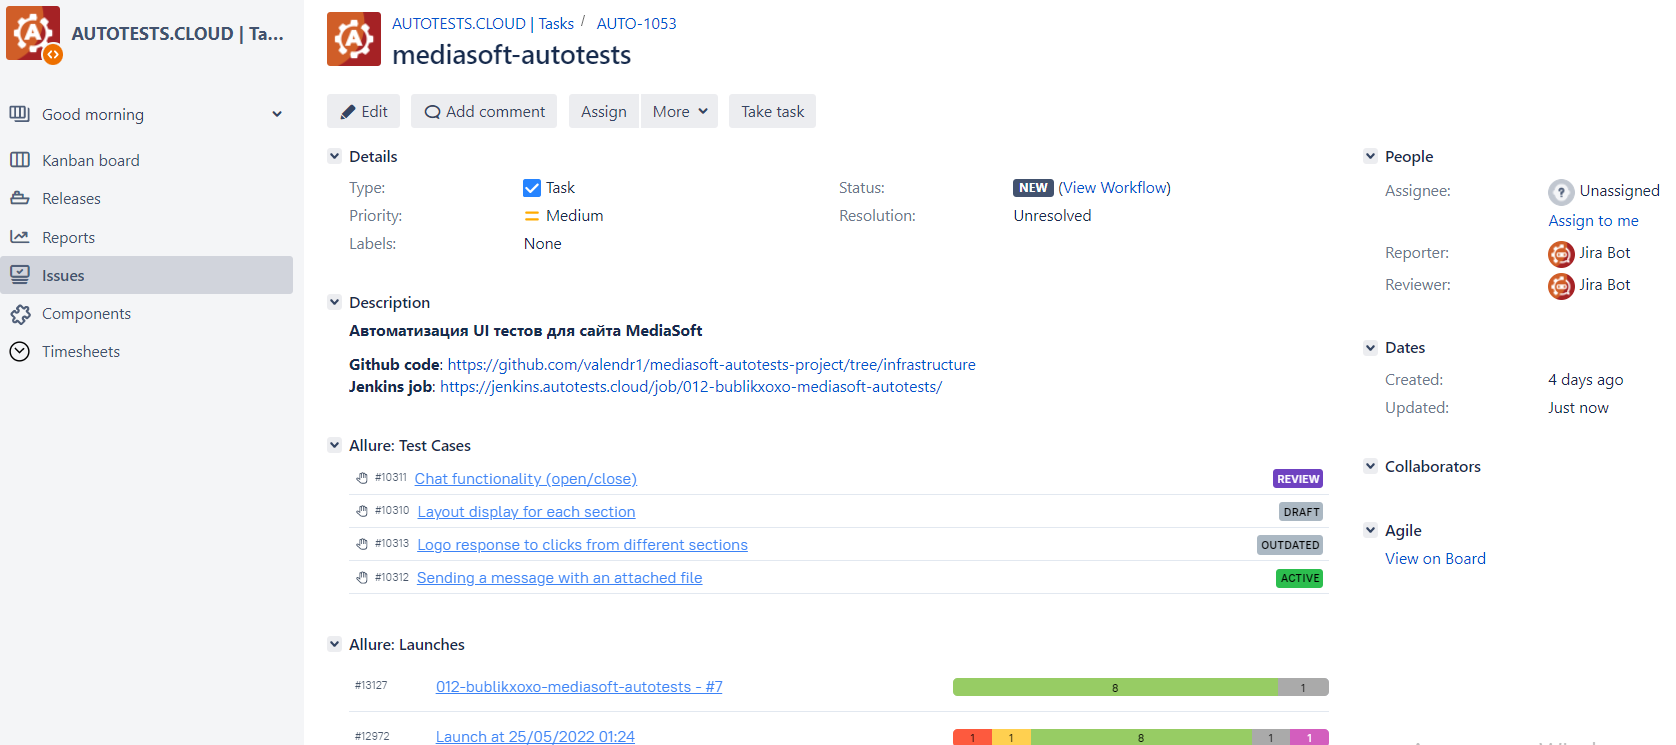 AUTOTESTS.CLOUD | Ta...
Good morning
Kanban board
Releases
Reports
Issues
Components
Timesheets
AUTOTESTS.CLOUD | Tasks / AUTO-1053
mediasoft-autotests
Edit Add comment Assign More Take task
Details
Type: Task Status: NEW (View Workflow)
Priority: Medium Resolution: Unresolved
Labels: None
Description
Автоматизация UI тестов для сайта MediaSoft
Github code: https://github.com/valendr1/mediasoft-autotests-project/tree/infrastructure
Jenkins job: https://jenkins.autotests.cloud/job/012-bublikxoxo-mediasoft-autotests/
Allure: Test Cases
#10311 Chat functionality (open/close) REVIEW
#10310 Layout display for each section DRAFT
#10313 Logo response to clicks from different sections OUTDATED
#10312 Sending a message with an attached file ACTIVE
Allure: Launches
#13127 012-bublikxoxo-mediasoft-autotests - #7 8 1
#12972 Launch at 25/05/2022 01:24 1 1 8 1 1
People
Assignee: Unassigned
Assign to me
Reporter: Jira Bot
Reviewer: Jira Bot
Dates
Created: 4 days ago
Updated: Just now
Collaborators
Agile
View on Board